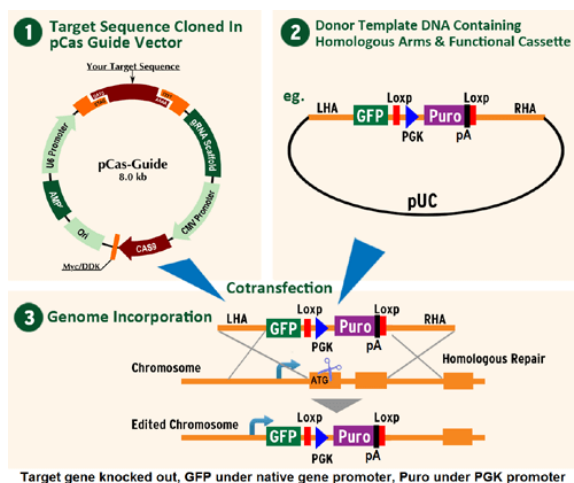 1 Target Sequence Cloned In
pCas Guide Vector
Your Target Sequence
U6 Promoter
gRNA Scaffold
pCas-Guide
8.0 kb
AMPʳ
CMV Promoter
Ori
CAS9
Myc/DDK
2 Donor Template DNA Containing
Homologous Arms & Functional Cassette
eg.
Loxp Loxp
LHA GFP Puro RHA
PGK pA
pUC
Cotransfection
3 Genome Incorporation
LHA Loxp Loxp RHA
GFP Puro
PGK pA
Homologous Repair
Chromosome
ATG
Edited Chromosome
Loxp Loxp
GFP Puro
PGK pA
Target gene knocked out, GFP under native gene promoter, Puro under PGK promoter